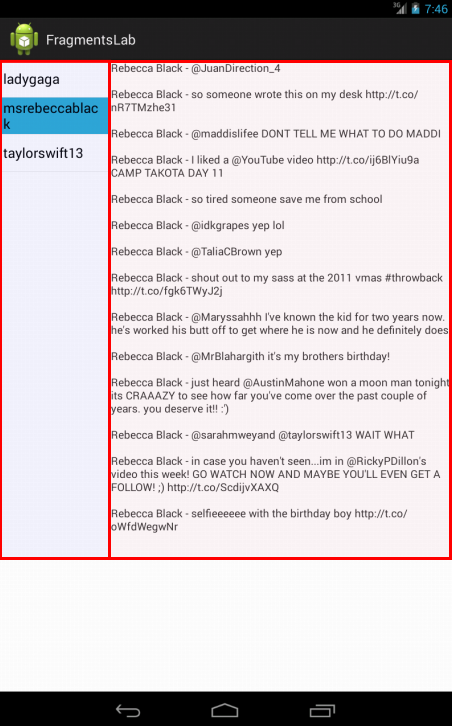 3G 7:46
FragmentsLab
ladygaga
msrebeccablac
k
taylorswift13
Rebecca Black - @JuanDirection_4
Rebecca Black - so someone wrote this on my desk http://t.co/
nR7TMzhe31
Rebecca Black - @maddislifee DONT TELL ME WHAT TO DO MADDI
Rebecca Black - I liked a @YouTube video http://t.co/ij6BlYiu9a
CAMP TAKOTA DAY 11
Rebecca Black - so tired someone save me from school
Rebecca Black - @idkgrapes yep lol
Rebecca Black - @TaliaCBrown yep
Rebecca Black - shout out to my sass at the 2011 vmas #throwback
http://t.co/fgk6TWyJ2j
Rebecca Black - @Maryssahhh I've known the kid for two years now.
he's worked his butt off to get where he is now and he definitely does
Rebecca Black - @MrBlahargith it's my brothers birthday!
Rebecca Black - just heard @AustinMahone won a moon man tonight
its CRAAAZY to see how far you've come over the past couple of
years. you deserve it!! :')
Rebecca Black - @sarahmweyand @taylorswift13 WAIT WHAT
Rebecca Black - in case you haven't seen...im in @RickyPDillon's
video this week! GO WATCH NOW AND MAYBE YOU'LL EVEN GET A
FOLLOW! ;) http://t.co/ScdijvXAXQ
Rebecca Black - selfieeeeee with the birthday boy http://t.co/
oWfdWegwNr